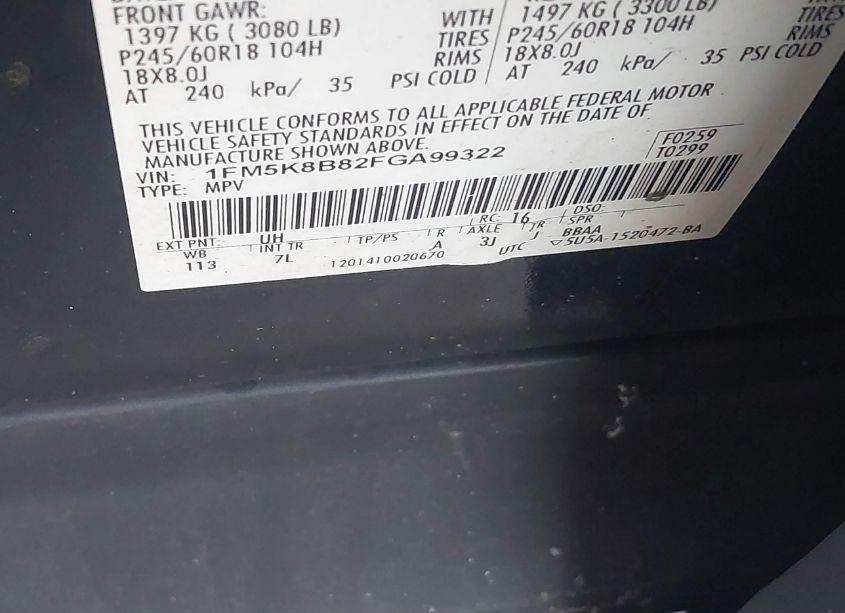 FRONT GAWR:
1397 KG ( 3080 LB) WITH
P245/60R18 104H TIRES
18X8.0J RIMS
AT 240 kPa/ 35 PSI COLD
1497 KG ( 3300 LB)
P245/60R18 104H TIRES
18X8.0J RIMS
AT 240 kPa/ 35 PSI COLD
THIS VEHICLE CONFORMS TO ALL APPLICABLE FEDERAL MOTOR
VEHICLE SAFETY STANDARDS IN EFFECT ON THE DATE OF
MANUFACTURE SHOWN ABOVE.
VIN: 1FM5K8B82FGA99322
TYPE: MPV
F0259
T0299
RC: 16 DSO:
EXT PNT: UH TP/PS R AXLE TR SPR
WB INT TR A 3J J BBAA
113 7L 1201410020670 UTC ▽5U5A-1520472-BA